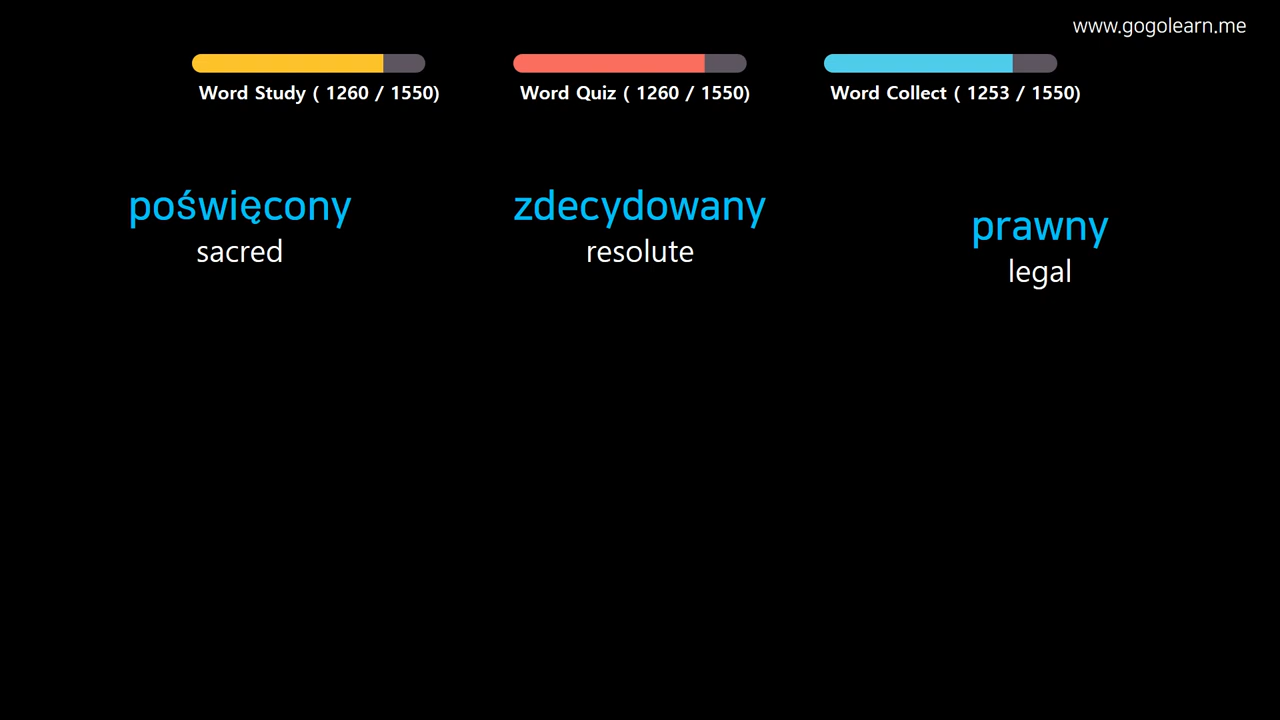 www.gogolearn.me
Word Study ( 1260 / 1550)
Word Quiz ( 1260 / 1550)
Word Collect ( 1253 / 1550)
poświęcony
sacred
zdecydowany
resolute
prawny
legal